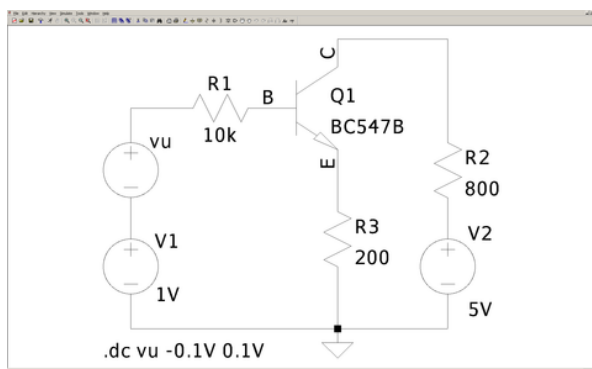 C
R1
B
Q1
10k
BC547B
vu
E
R2
800
R3
V1
V2
200
1V
5V
.dc vu -0.1V 0.1V